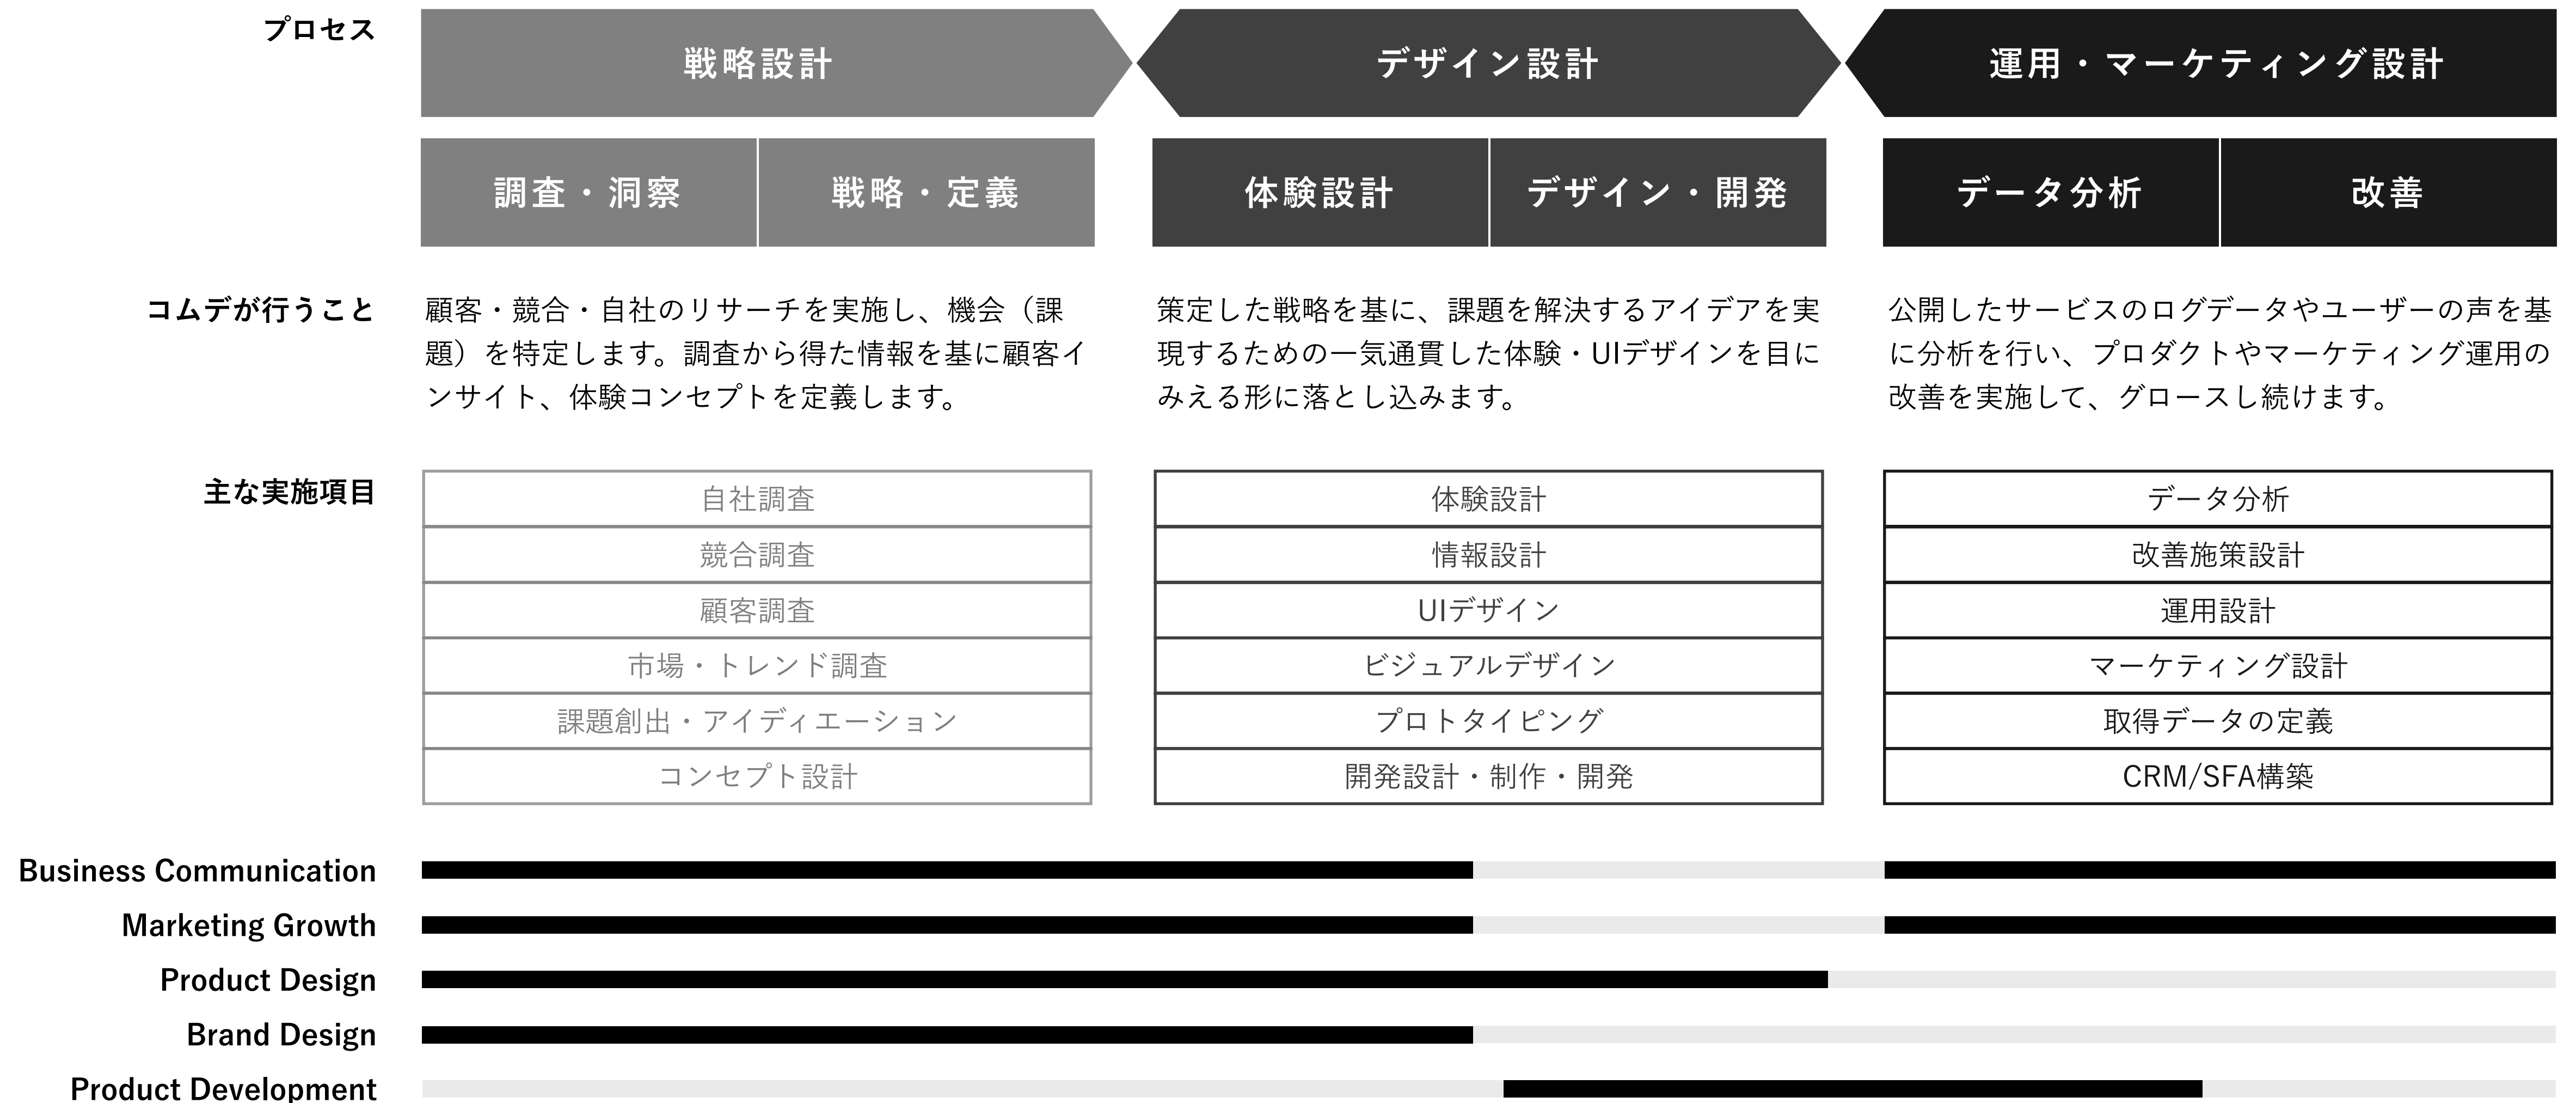 プロセス
戦略設計
デザイン設計
運用・マーケティング設計
調査・洞察
戦略・定義
体験設計
デザイン・開発
データ分析
改善
コムデが行うこと
顧客・競合・自社のリサーチを実施し、機会（課
題）を特定します。調査から得た情報を基に顧客イ
ンサイト、体験コンセプトを定義します。
策定した戦略を基に、課題を解決するアイデアを実
現するための一気通貫した体験・UIデザインを目に
みえる形に落とし込みます。
公開したサービスのログデータやユーザーの声を基
に分析を行い、プロダクトやマーケティング運用の
改善を実施して、グロースし続けます。
主な実施項目
自社調査
競合調査
顧客調査
市場・トレンド調査
課題創出・アイディエーション
コンセプト設計
体験設計
情報設計
UIデザイン
ビジュアルデザイン
プロトタイピング
開発設計・制作・開発
データ分析
改善施策設計
運用設計
マーケティング設計
取得データの定義
CRM/SFA構築
Business Communication
Marketing Growth
Product Design
Brand Design
Product Development